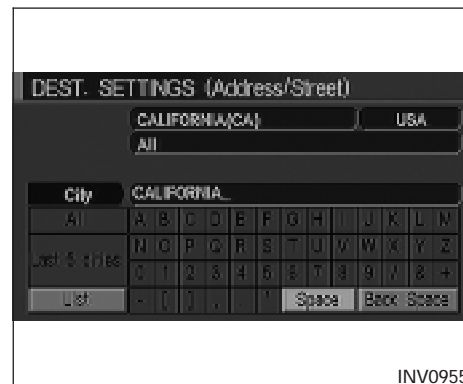 DEST. SETTINGS (Address/Street)
CALIFORNIA(CA) USA
All
City CALIFORNIA_
All A B C D E F G H I J K L M
Last 5 cities N O P Q R S T U V W X Y Z
0 1 2 3 4 5 6 7 8 9 / & +
List - ( ) , . ' Space Back Space
INV0955